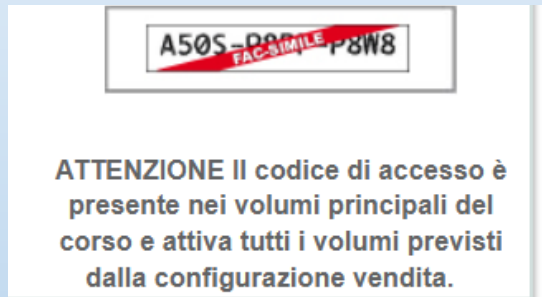 A50S-P8W8
FAC-SIMILE
ATTENZIONE Il codice di accesso è
presente nei volumi principali del
corso e attiva tutti i volumi previsti
dalla configurazione vendita.